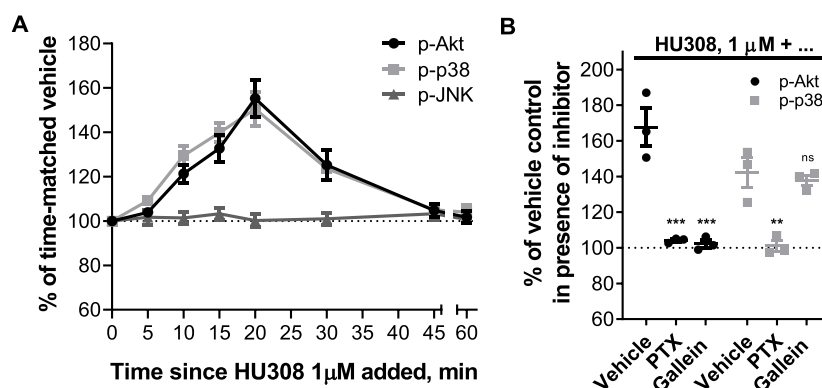 A
% of time-matched vehicle
180
160
140
120
100
80
60
0 5 10 15 20 25 30 35 40 45 60
Time since HU308 1μM added, min
p-Akt
p-p38
p-JNK
B
HU308, 1 μM + ...
% of vehicle control
in presence of inhibitor
200
180
160
140
120
100
80
60
p-Akt
p-p38
***
***
**
ns
Vehicle
PTX
Gallein
Vehicle
PTX
Gallein